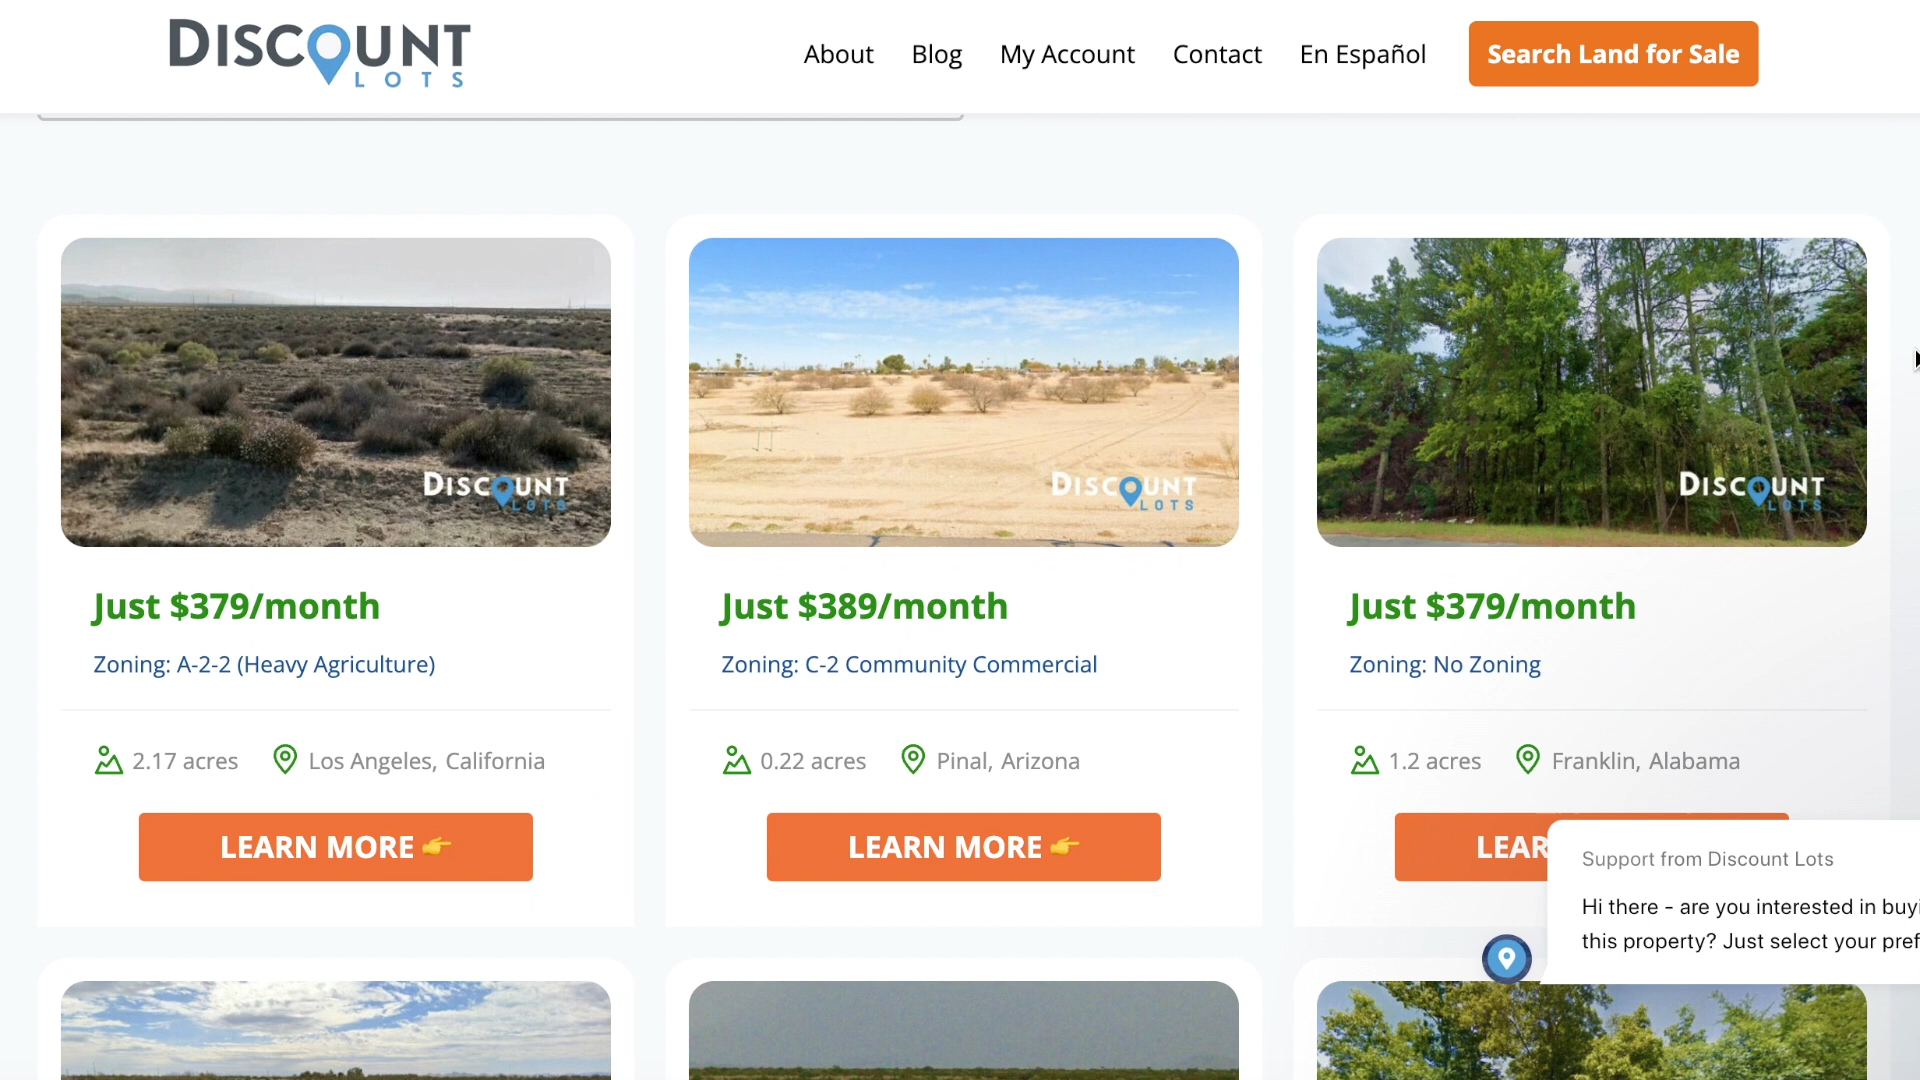 DISCOUNT
LOTS
About
Blog
My Account
Contact
En Español
Search Land for Sale
DISCOUNT
LOTS
DISCOUNT
LOTS
DISCOUNT
LOTS
Just $379/month
Zoning: A-2-2 (Heavy Agriculture)
2.17 acres
Los Angeles, California
LEARN MORE 👉
Just $389/month
Zoning: C-2 Community Commercial
0.22 acres
Pinal, Arizona
LEARN MORE 👉
Just $379/month
Zoning: No Zoning
1.2 acres
Franklin, Alabama
LEAR
Support from Discount Lots
Hi there - are you interested in buyi
this property? Just select your pref